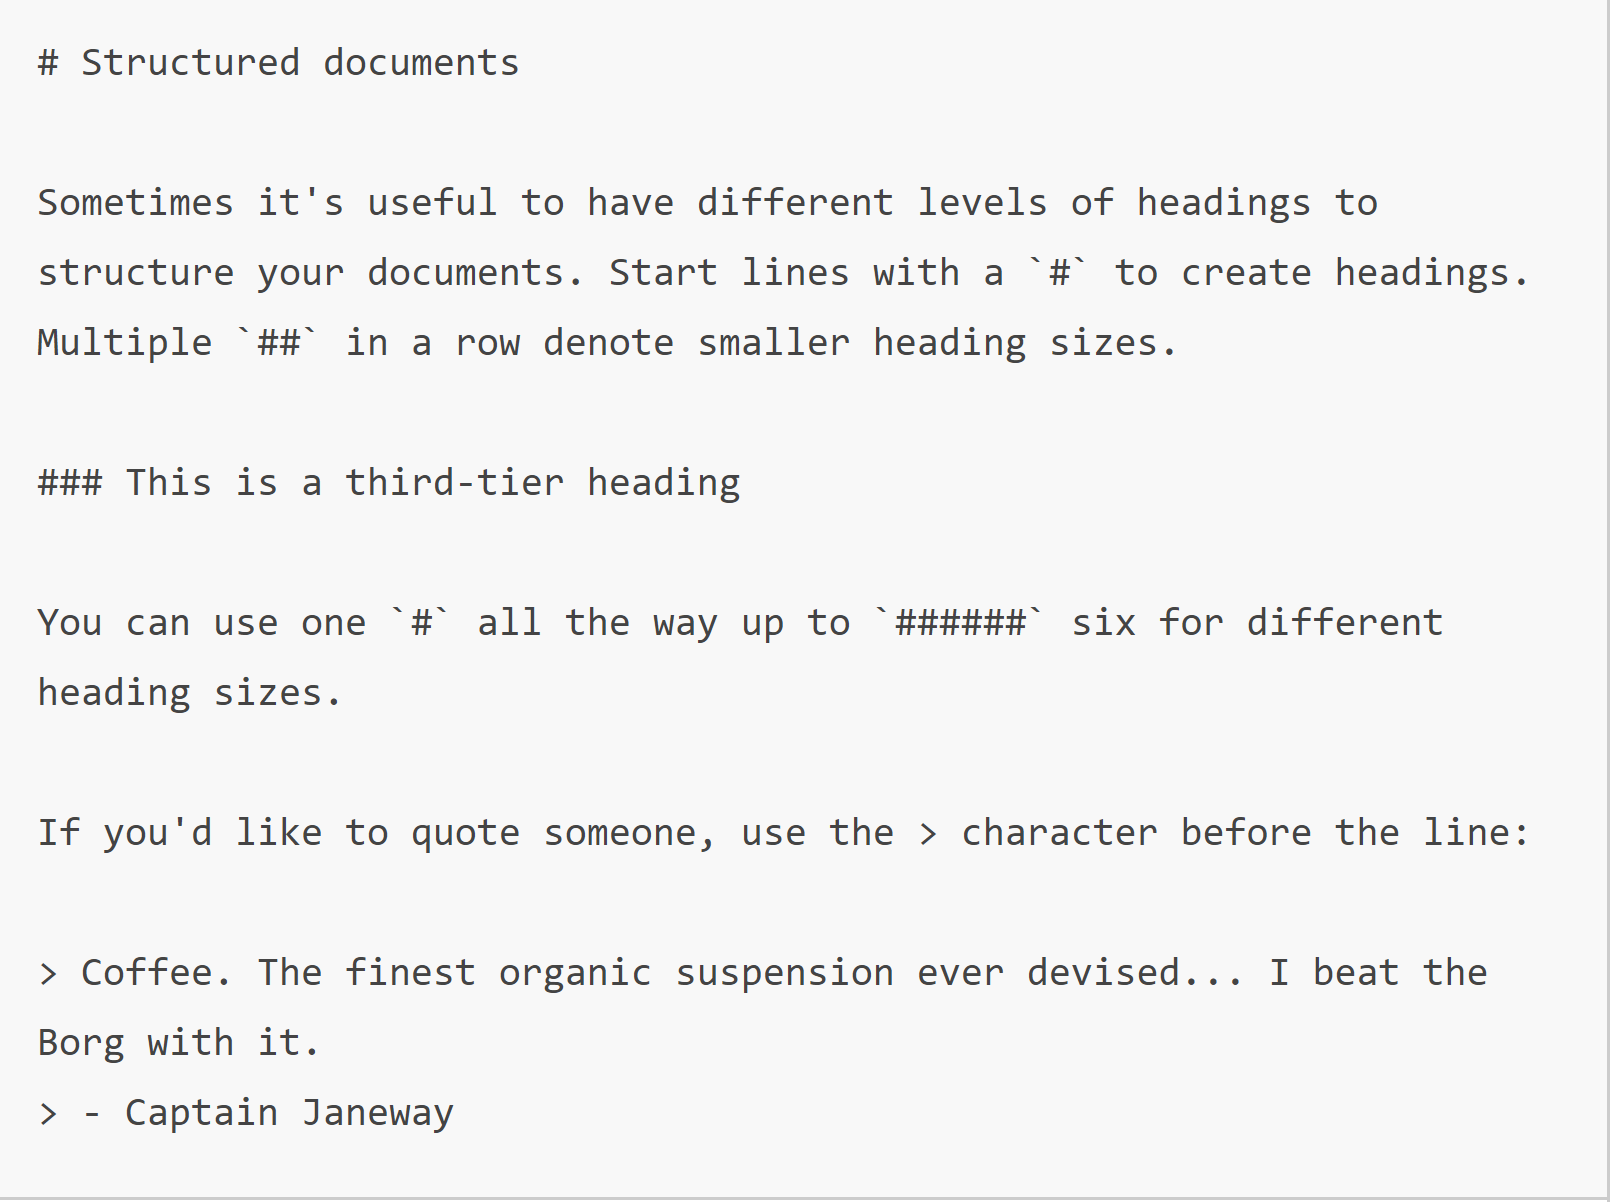 # Structured documents
Sometimes it's useful to have different levels of headings to
structure your documents. Start lines with a `#` to create headings.
Multiple `##` in a row denote smaller heading sizes.
### This is a third-tier heading
You can use one `#` all the way up to `######` six for different
heading sizes.
If you'd like to quote someone, use the > character before the line:
> Coffee. The finest organic suspension ever devised... I beat the
Borg with it.
> - Captain Janeway